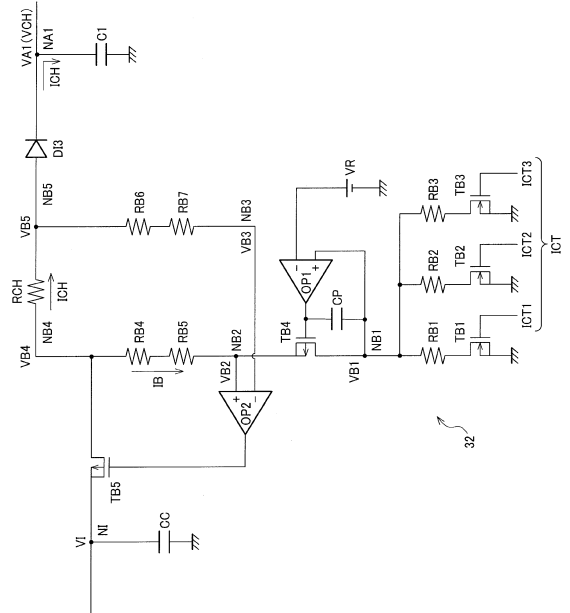 VA1(VCH)
NA1
C1
ICH
DI3
NB5
VB5
RB6
RB7
NB3
VB3
VR
RCH
ICH
NB4
VB4
RB4
RB5
IB
NB2
VB2
OP2
+
−
TB5
VI
NI
CC
OP1
−
+
CP
TB4
NB1
VB1
RB3
TB3
ICT3
RB2
TB2
ICT2
RB1
TB1
ICT1
ICT
32